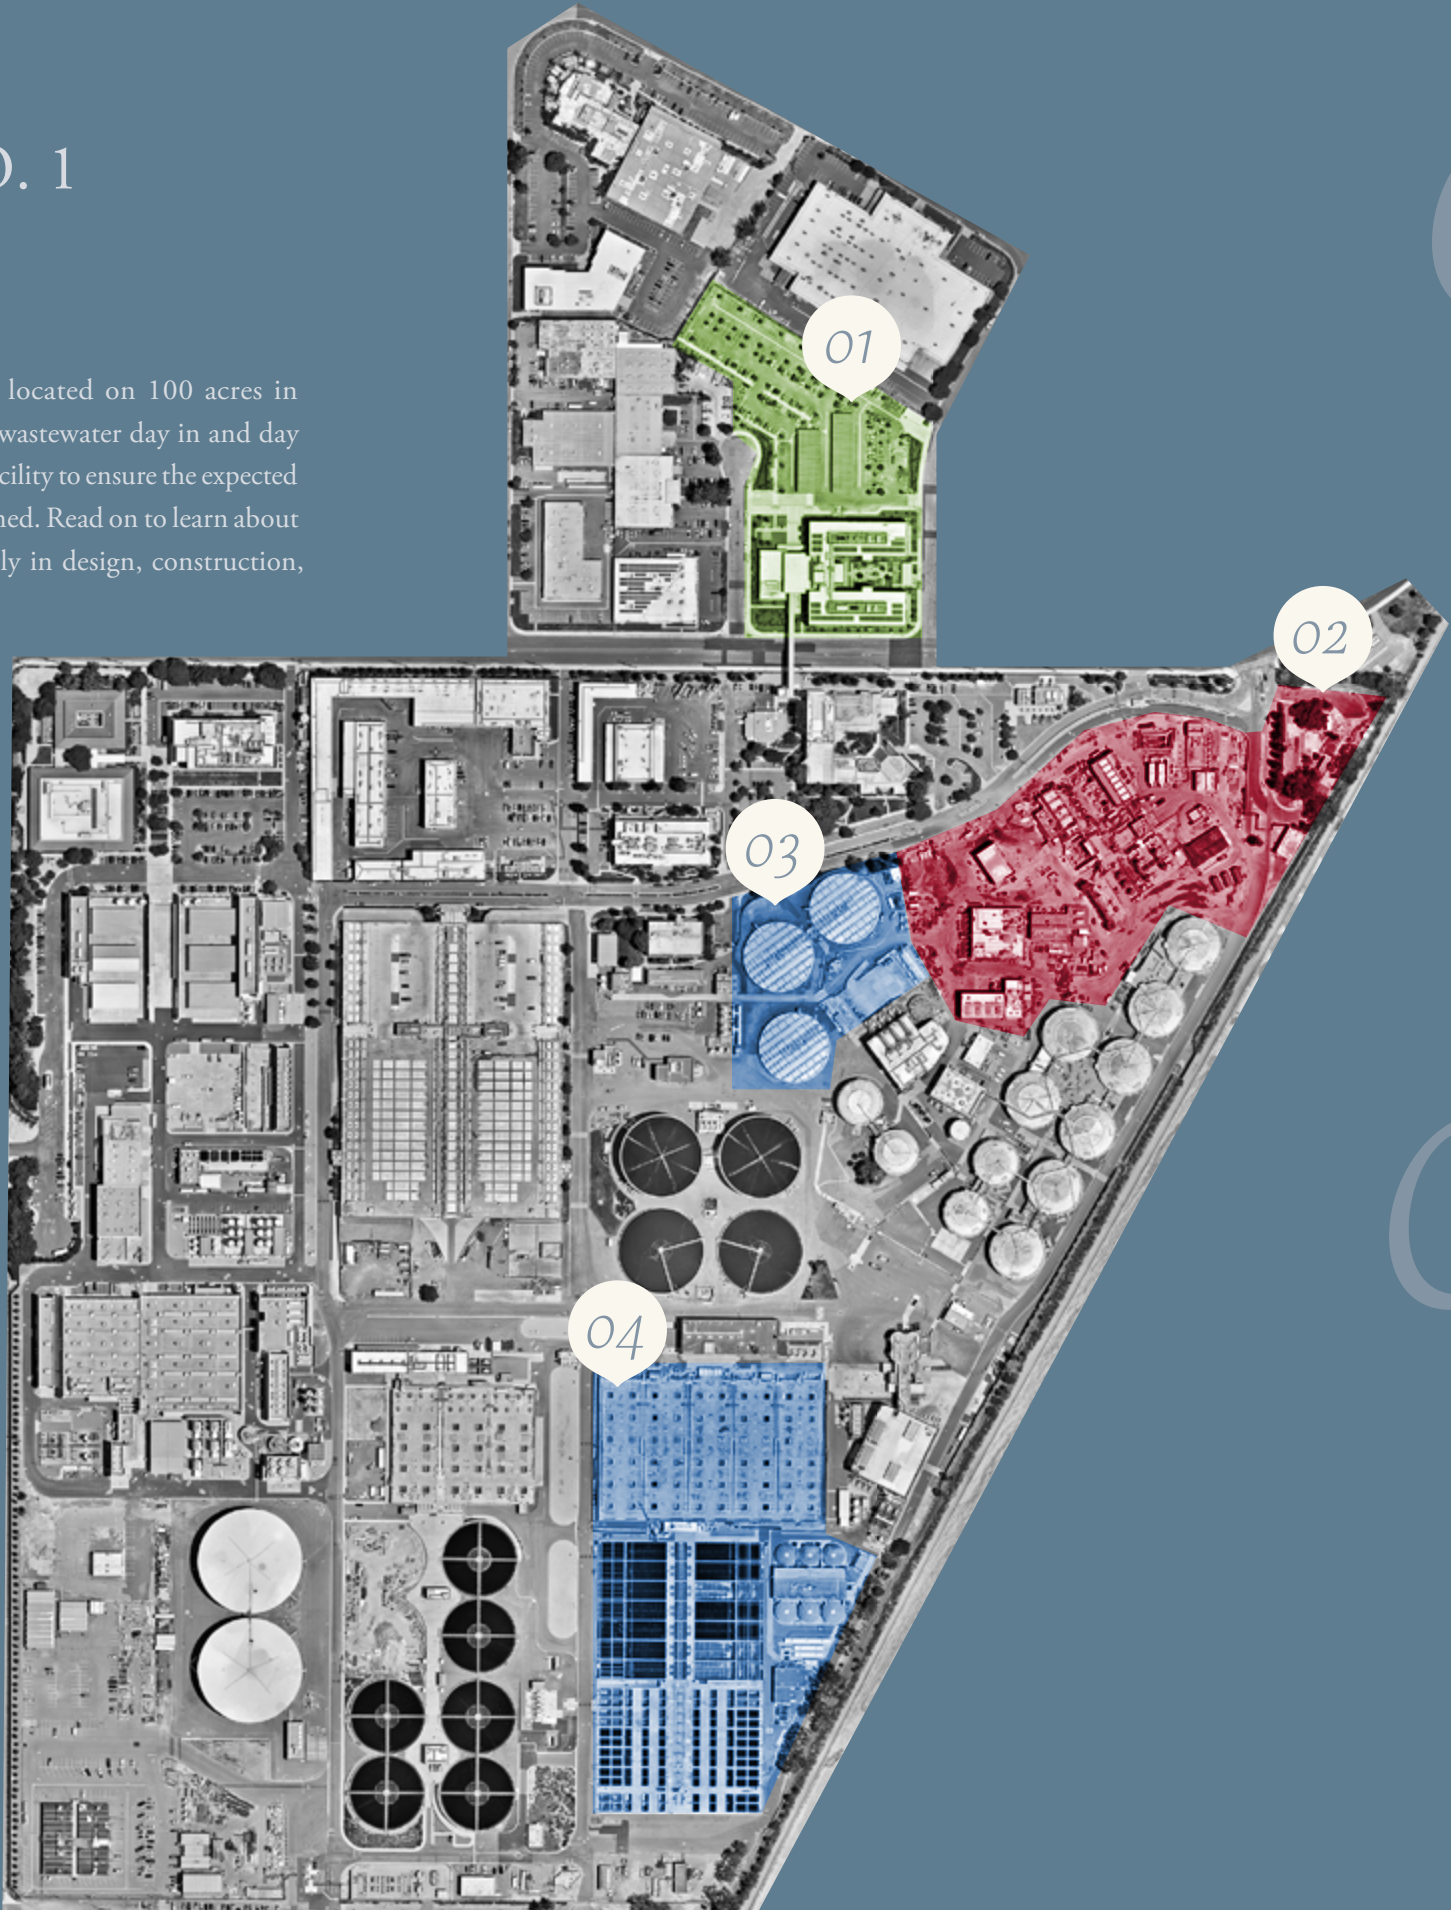 . 1
located on 100 acres in
wastewater day in and day
cility to ensure the expected
ned. Read on to learn about
ly in design, construction,
01
02
03
04